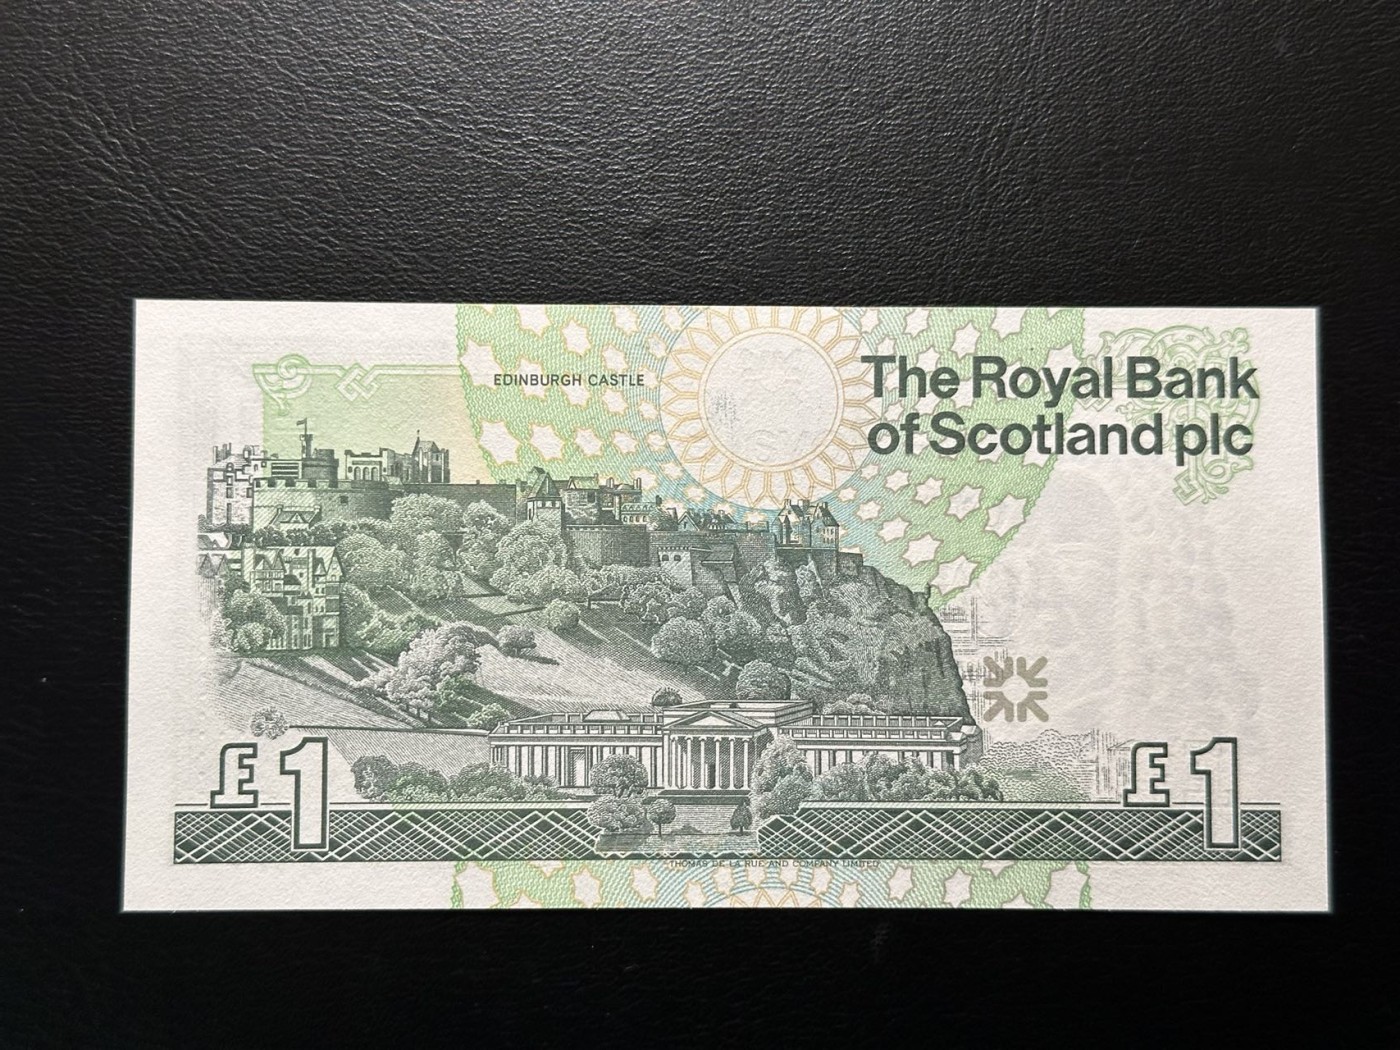 EDINBURGH CASTLE
The Royal Bank
of Scotland plc
£1
£1
THOMAS DE LA RUE AND COMPANY LIMITED